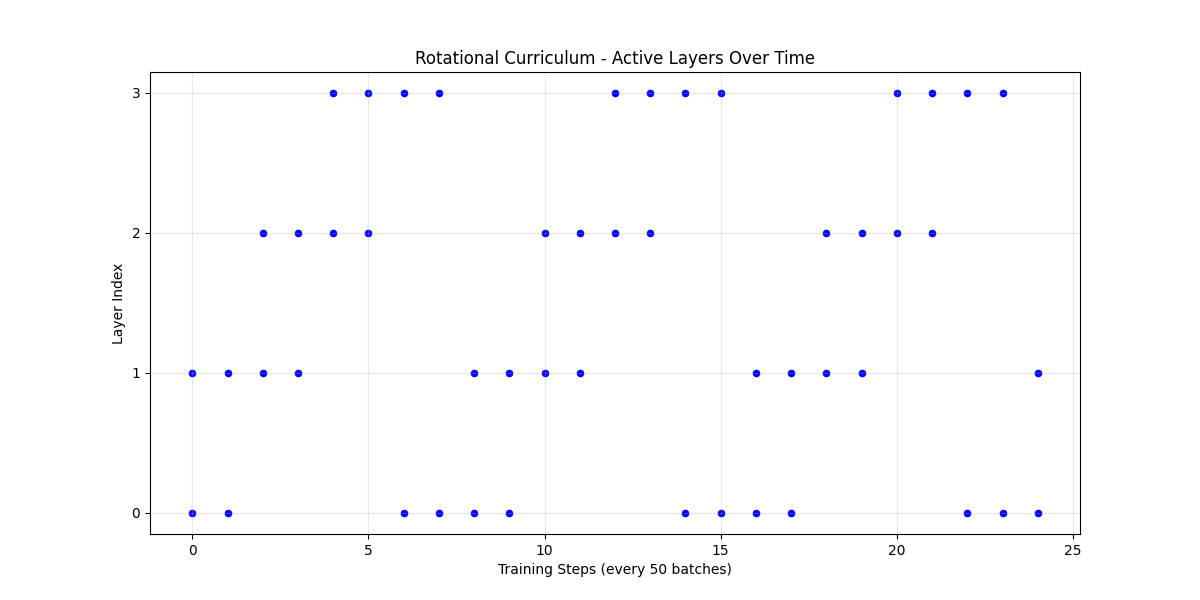 Rotational Curriculum - Active Layers Over Time
3
2
1
0
Layer Index
0 5 10 15 20 25
Training Steps (every 50 batches)